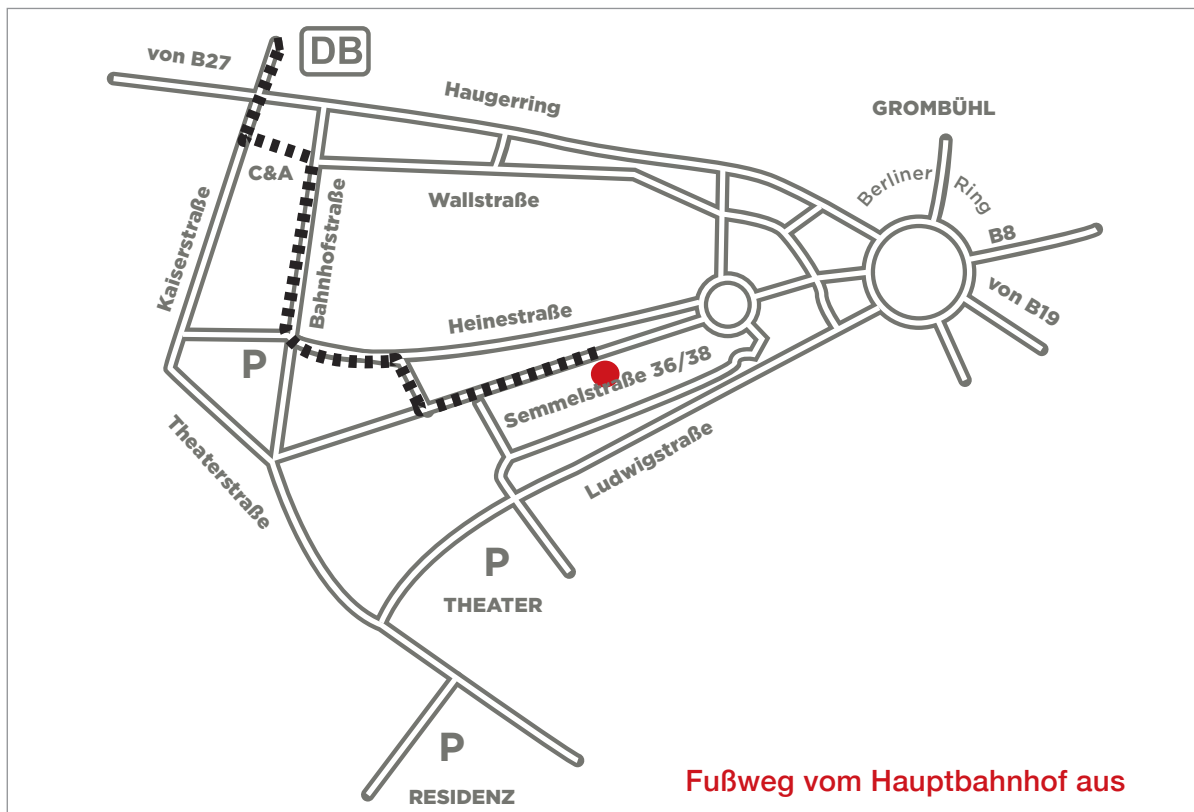 von B27
DB
Haugerring
GROMBÜHL
C&A
Wallstraße
Berliner
Ring
B8
Kaiserstraße
Bahnhofstraße
von B19
Heinestraße
P
Semmelstraße 36/38
Theaterstraße
Ludwigstraße
P
THEATER
P
RESIDENZ
Fußweg vom Hauptbahnhof aus